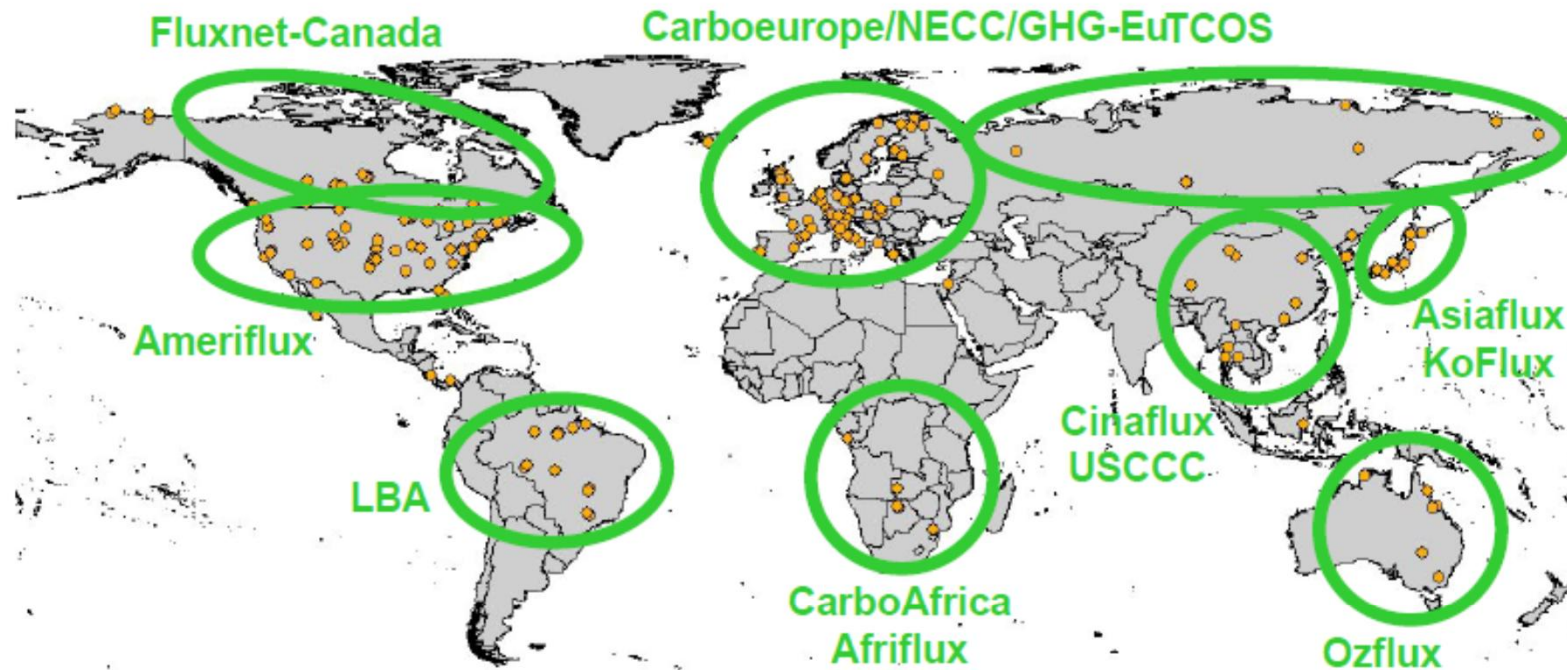 Fluxnet-Canada
Carboeurope/NECC/GHG-EuTCOS
Ameriflux
Asiaflux
KoFlux
Cinaflux
USCCC
LBA
CarboAfrica
Afriflux
Ozflux